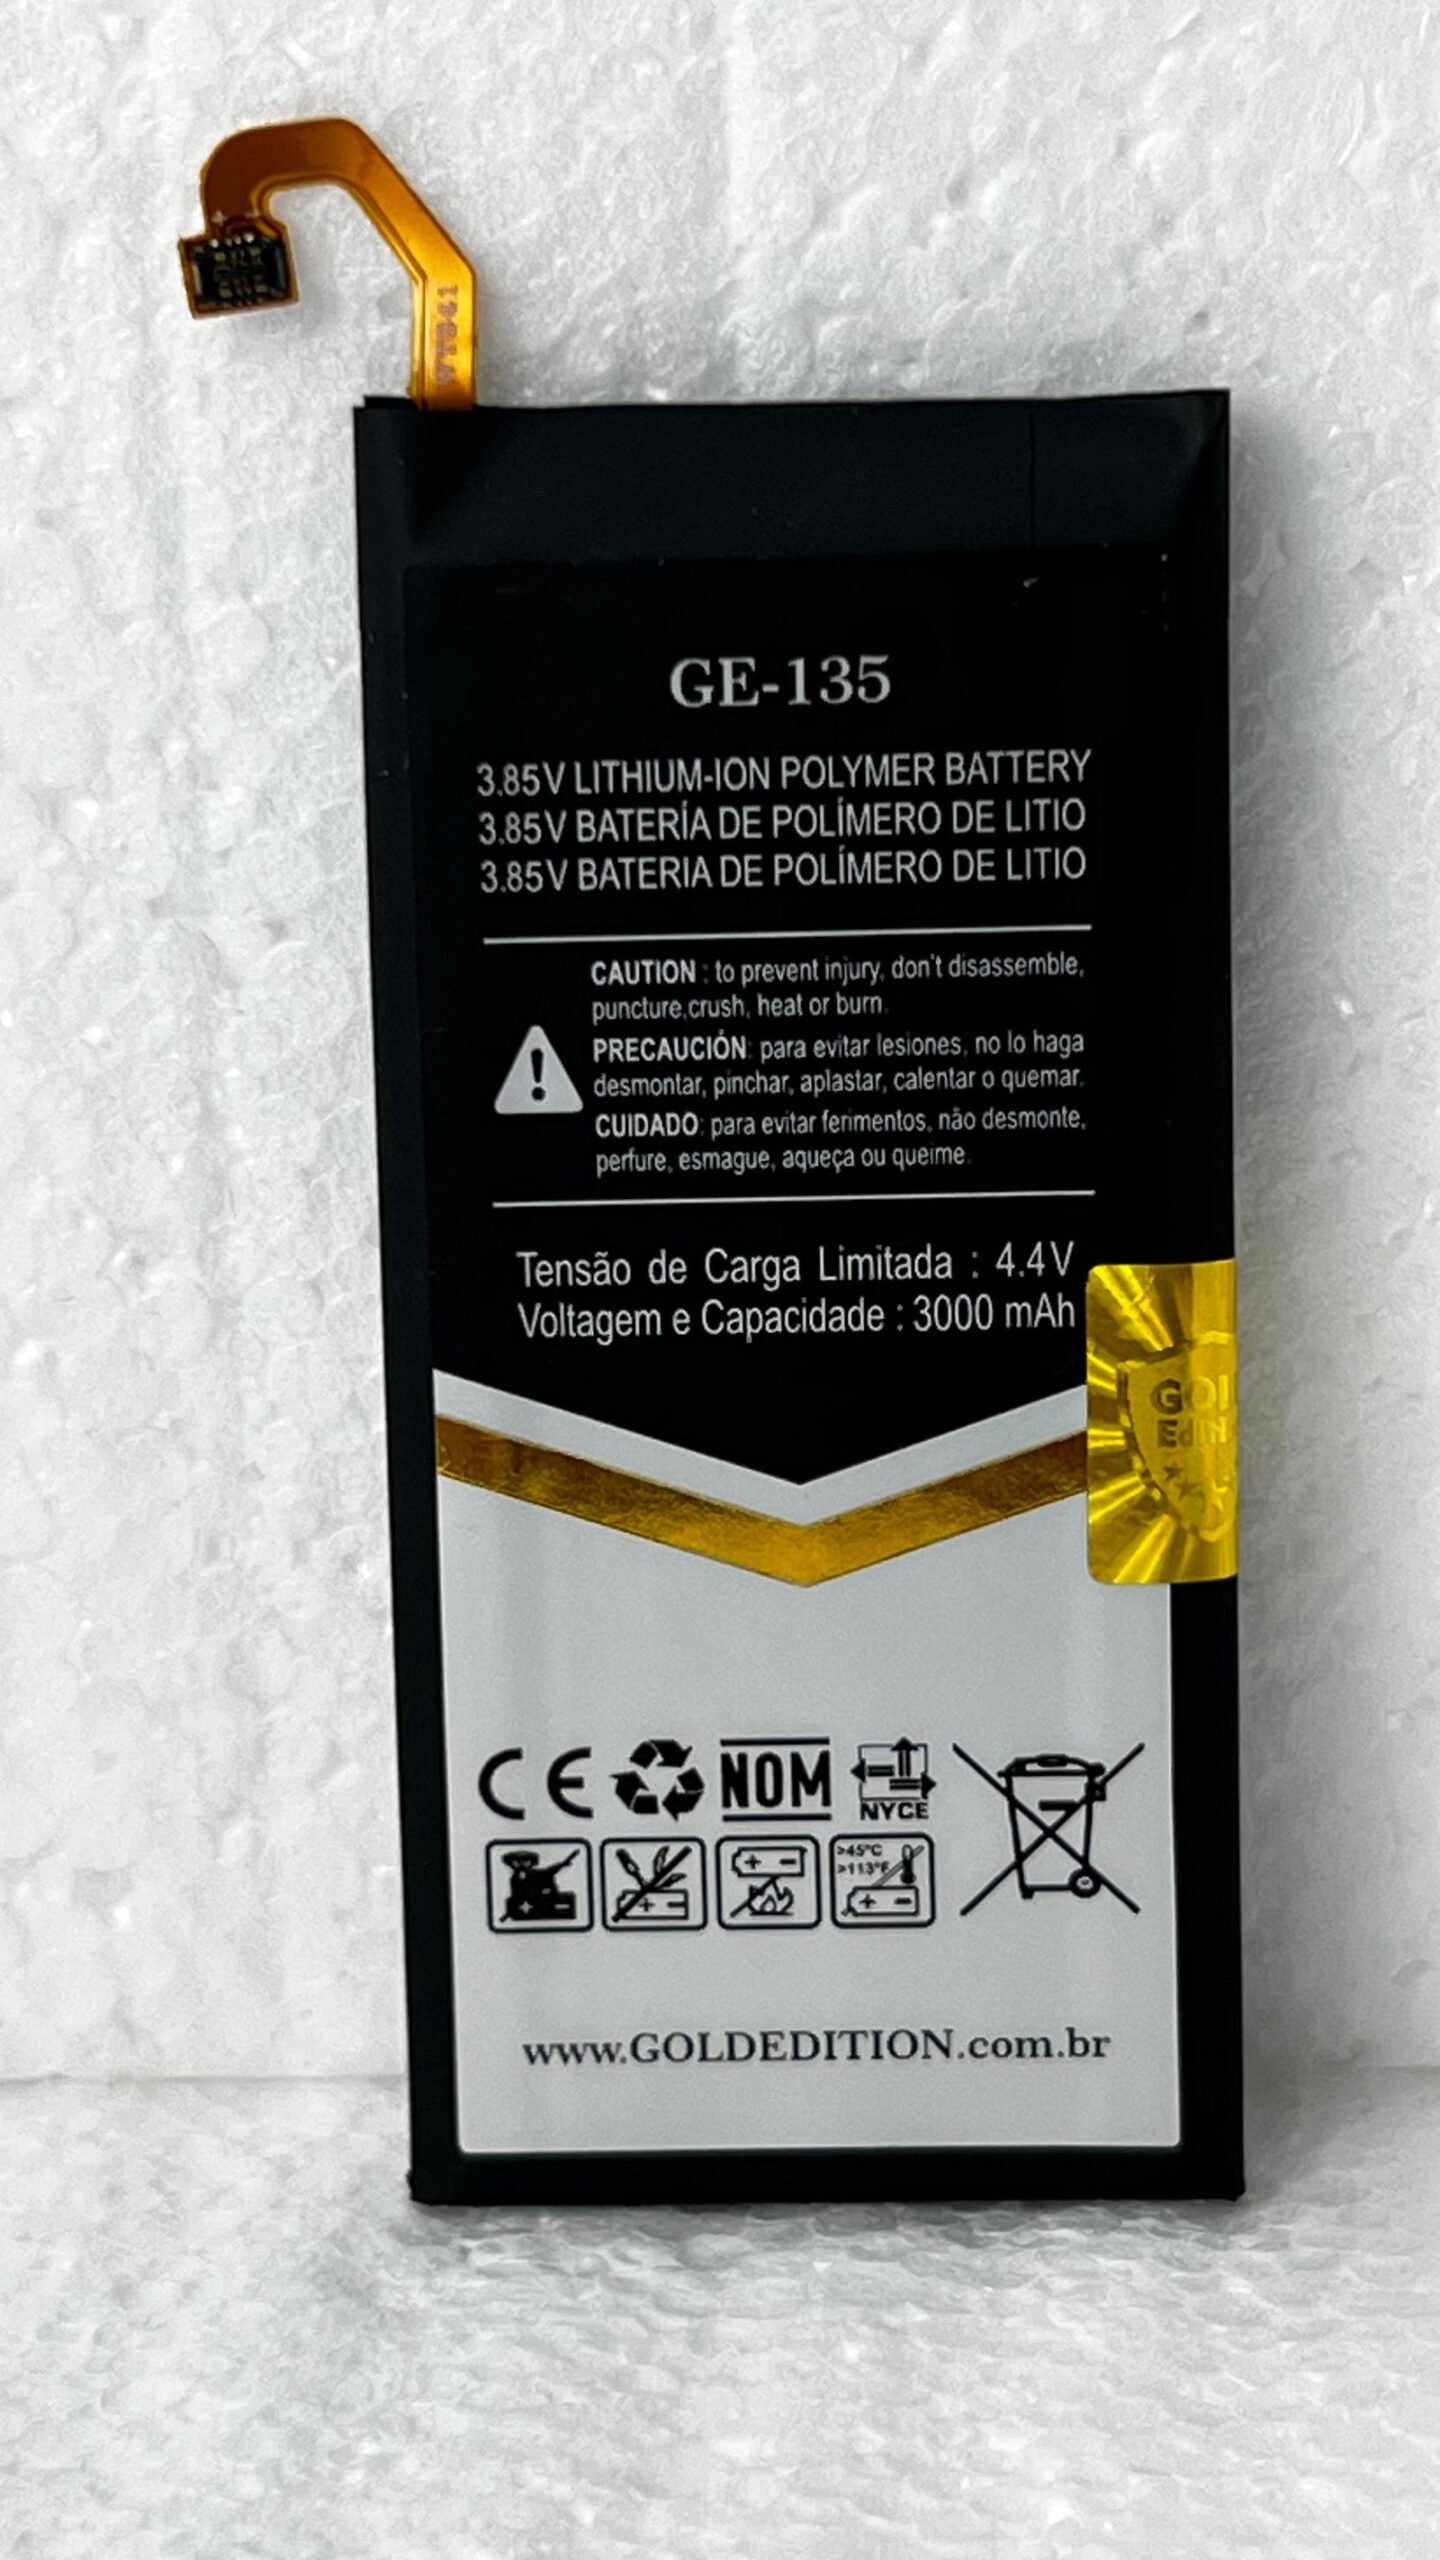 WT6G1
GE-135
3.85V LITHIUM-ION POLYMER BATTERY
3.85V BATERÍA DE POLÍMERO DE LITIO
3.85V BATERIA DE POLÍMERO DE LITIO
CAUTION : to prevent injury, don't disassemble,
puncture,crush, heat or burn.
PRECAUCIÓN: para evitar lesiones, no lo haga
desmontar, pinchar, aplastar, calentar o quemar.
CUIDADO: para evitar ferimentos, não desmonte,
perfure, esmague, aqueça ou queime.
Tensão de Carga Limitada : 4.4V
Voltagem e Capacidade : 3000 mAh
CE NOM NYCE
>45°C
>113°F
www.GOLDEDITION.com.br